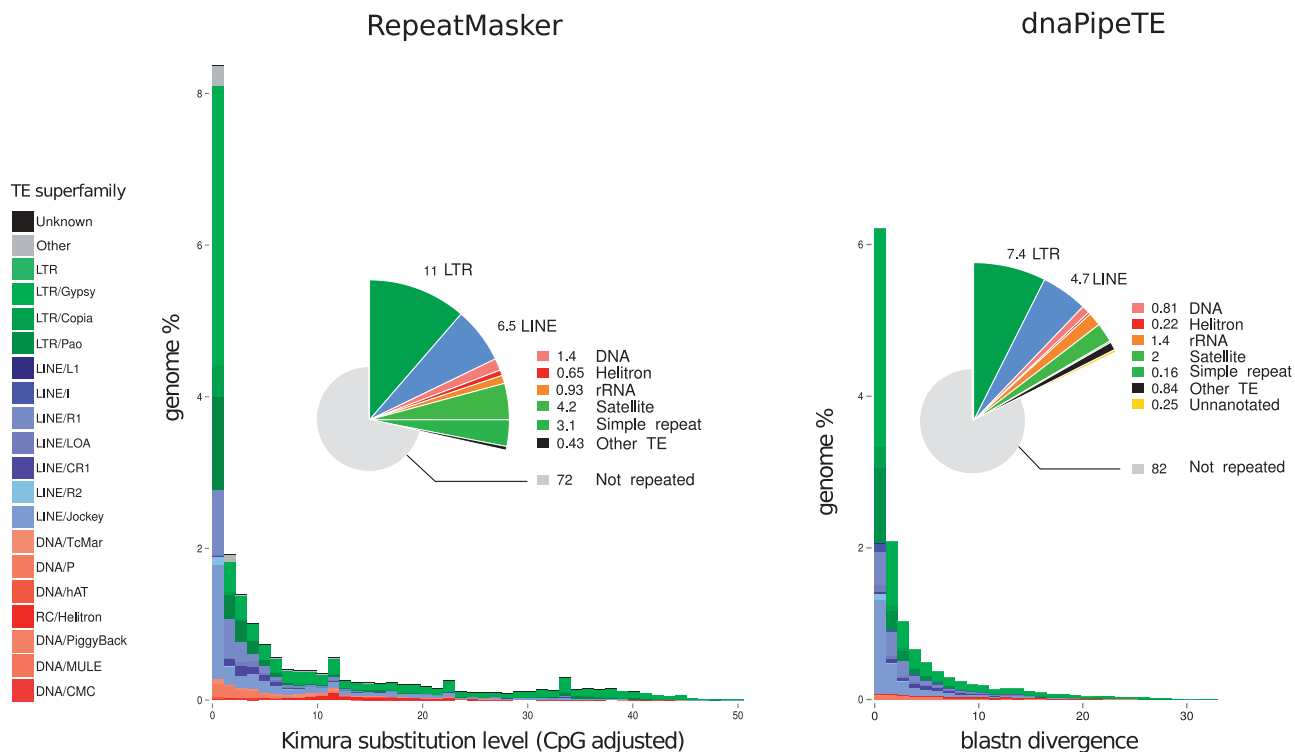 RepeatMasker
dnaPipeTE
TE superfamily
Unknown
Other
LTR
LTR/Gypsy
LTR/Copia
LTR/Pao
LINE/L1
LINE/I
LINE/R1
LINE/LOA
LINE/CR1
LINE/R2
LINE/Jockey
DNA/TcMar
DNA/P
DNA/hAT
RC/Helitron
DNA/PiggyBack
DNA/MULE
DNA/CMC
genome %
8
6
4
2
0
0 10 20 30 40 50
Kimura substitution level (CpG adjusted)
11 LTR
6.5 LINE
1.4 DNA
0.65 Helitron
0.93 rRNA
4.2 Satellite
3.1 Simple repeat
0.43 Other TE
72 Not repeated
genome %
6
4
2
0
0 10 20 30
blastn divergence
7.4 LTR
4.7 LINE
0.81 DNA
0.22 Helitron
1.4 rRNA
2 Satellite
0.16 Simple repeat
0.84 Other TE
0.25 Unnanotated
82 Not repeated